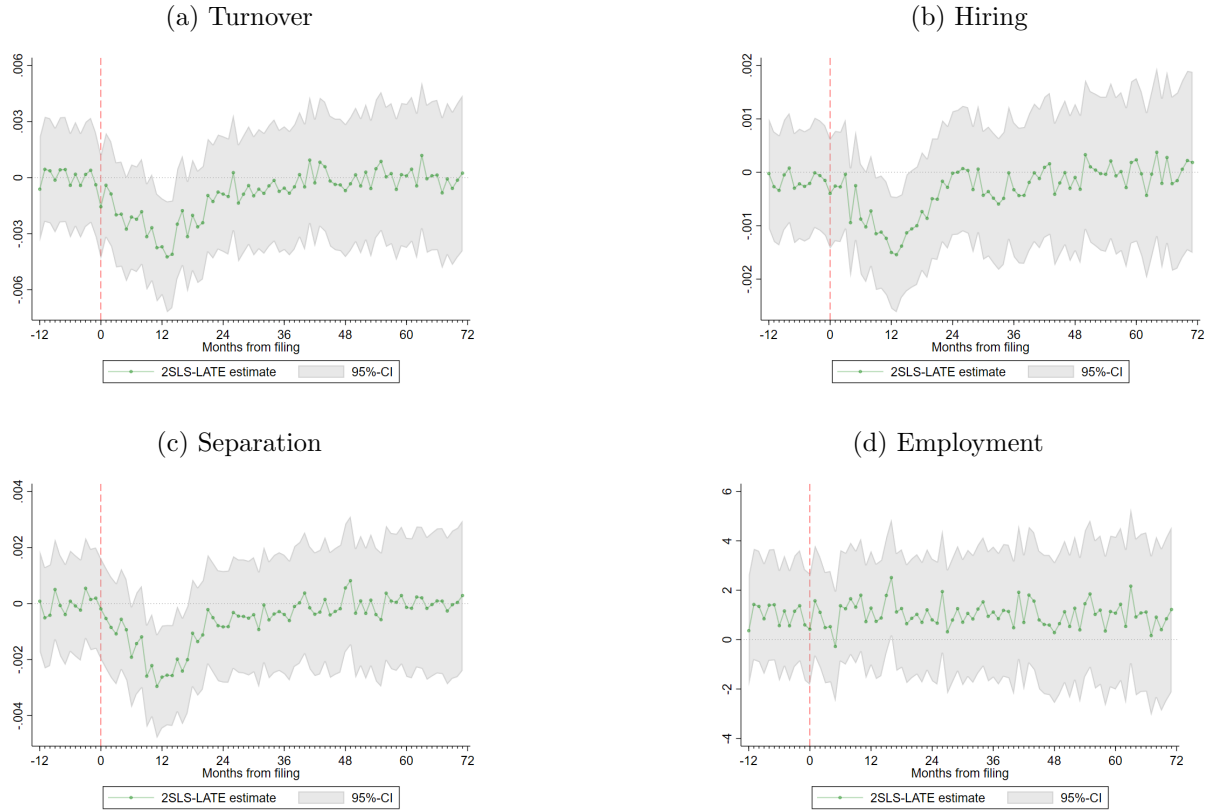 (a) Turnover
(b) Hiring
.006
.003
0
-.003
-.006
-12 0 12 24 36 48 60 72
Months from filing
2SLS-LATE estimate 95%-CI
.002
.001
0
-.001
-.002
-12 0 12 24 36 48 60 72
Months from filing
2SLS-LATE estimate 95%-CI
(c) Separation
(d) Employment
.004
.002
0
-.002
-.004
-12 0 12 24 36 48 60 72
Months from filing
2SLS-LATE estimate 95%-CI
6
4
2
0
-2
-4
-12 0 12 24 36 48 60 72
Months from filing
2SLS-LATE estimate 95%-CI